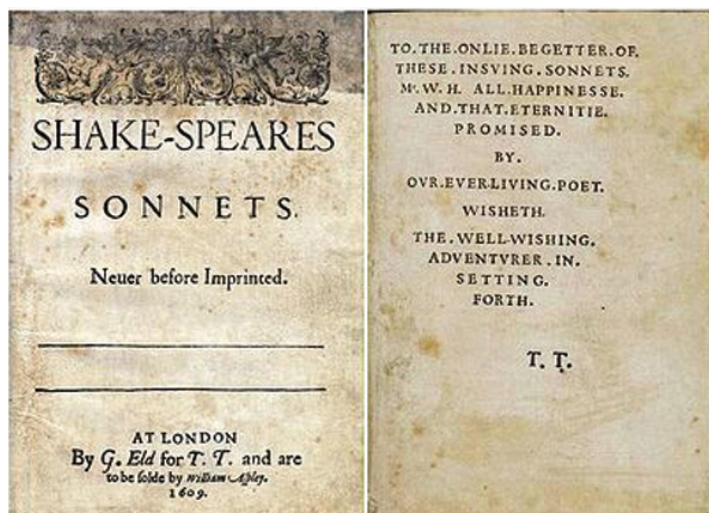 SHAKE-SPEARES
SONNETS.
Neuer before Imprinted.
AT LONDON
By G. Eld for T. T. and are
to be ſolde by William Aſpley.
1609.
TO.THE.ONLIE.BEGETTER.OF.
THESE.INSVING.SONNETS.
Mr.W.H. ALL.HAPPINESSE.
AND.THAT.ETERNITIE.
PROMISED.
BY.
OVR.EVER-LIVING.POET.
WISHETH.
THE.WELL-WISHING.
ADVENTVRER.IN.
SETTING.
FORTH.
T. T.